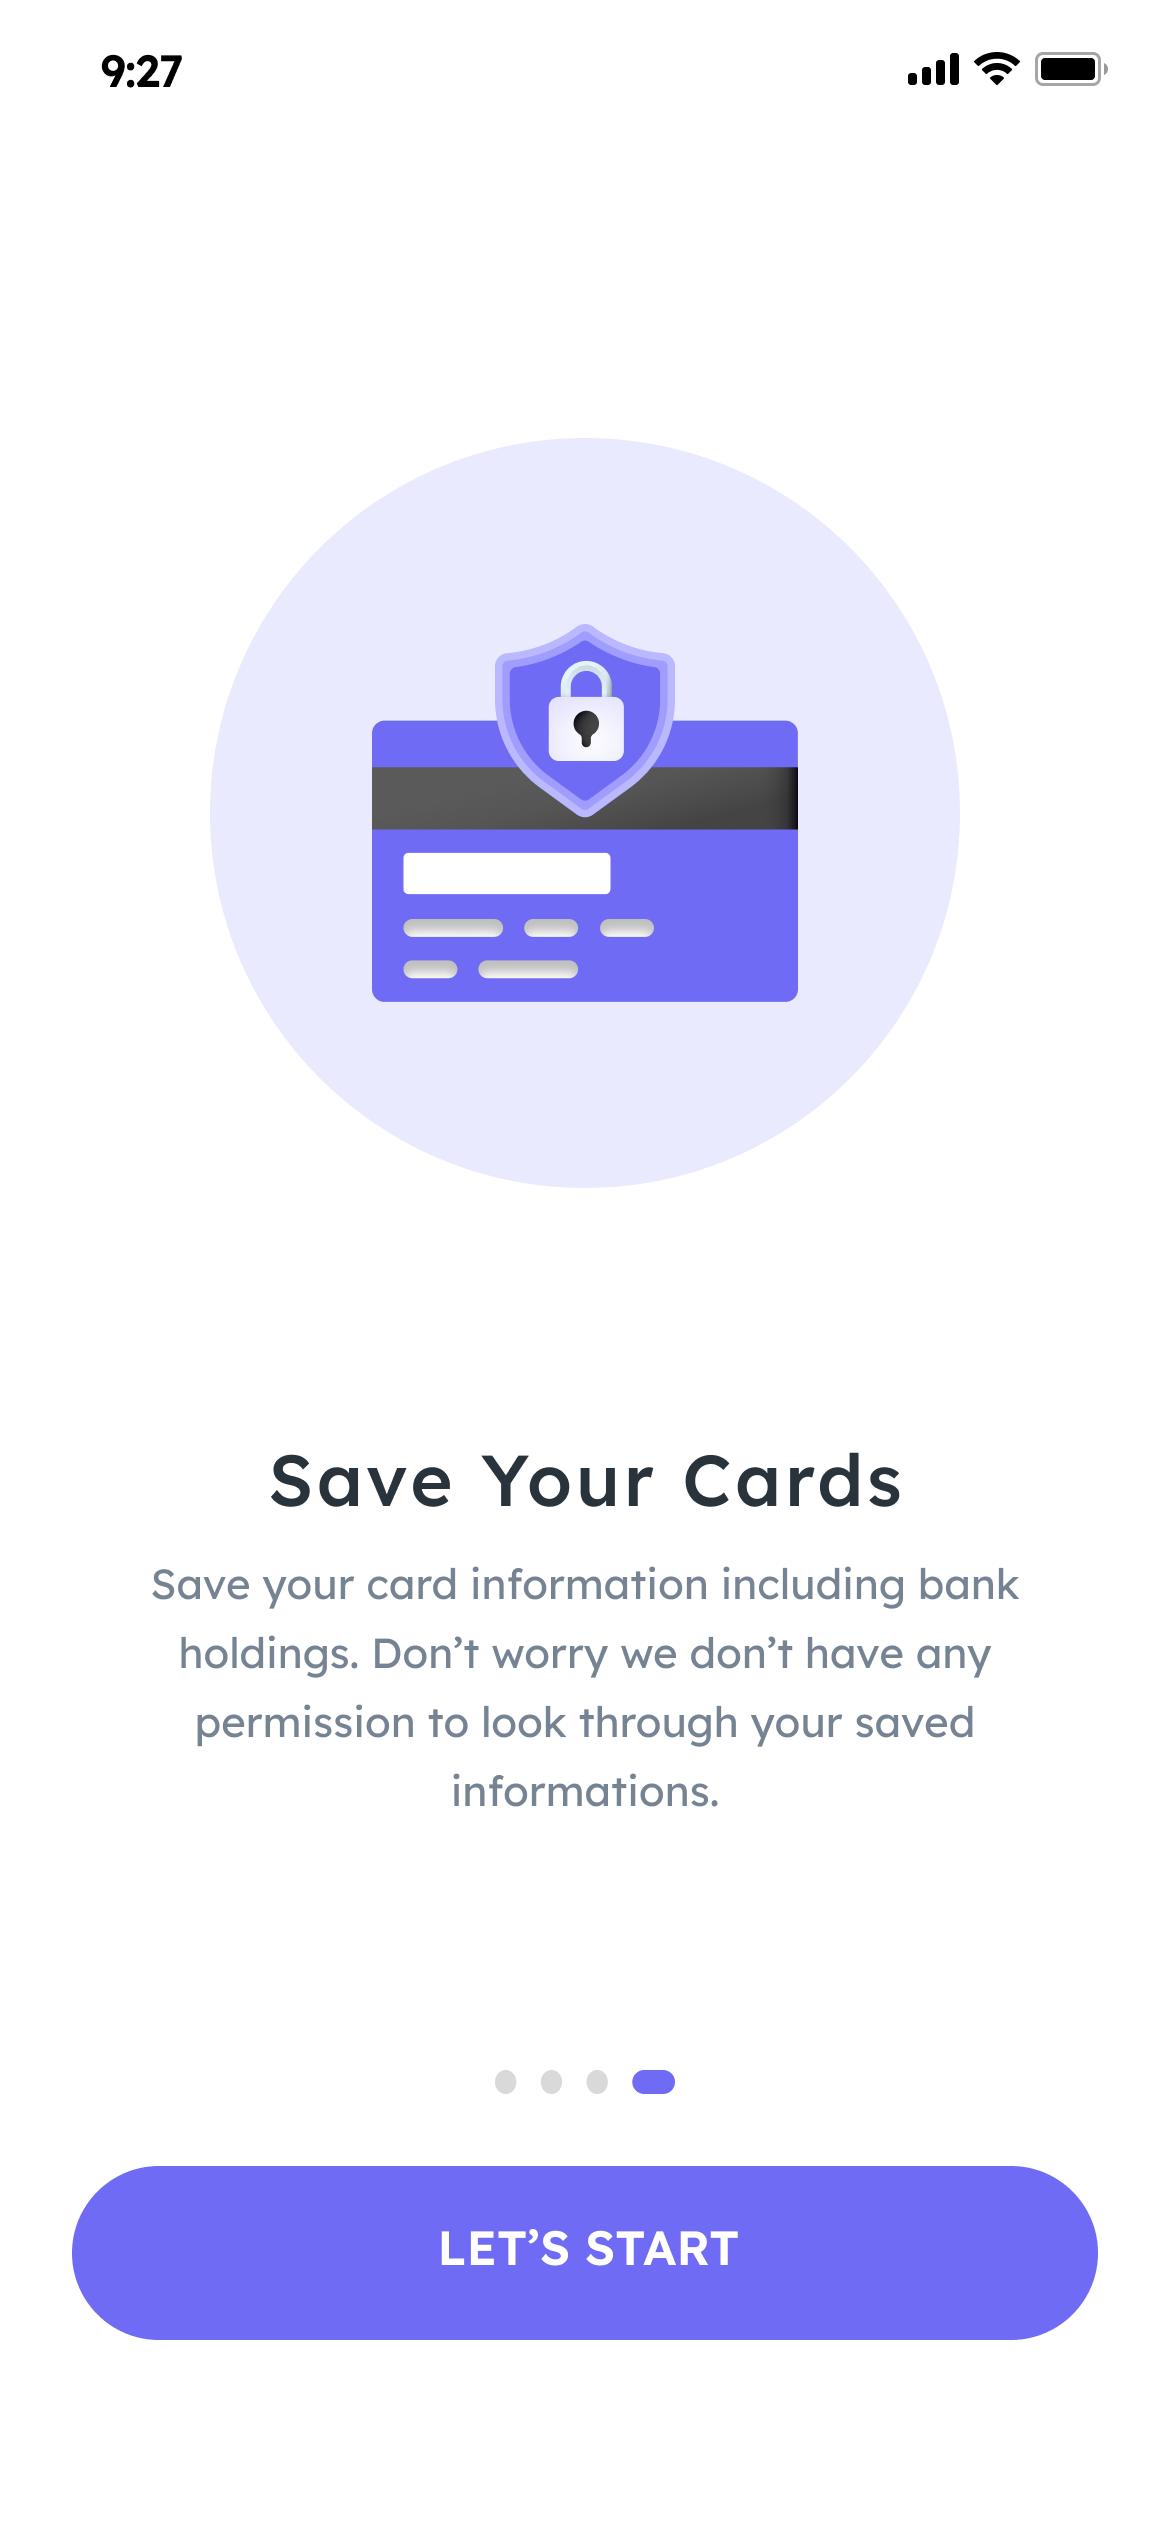 9:27
Save Your Cards
Save your card information including bank
holdings. Don’t worry we don’t have any
permission to look through your saved
informations.
LET’S START